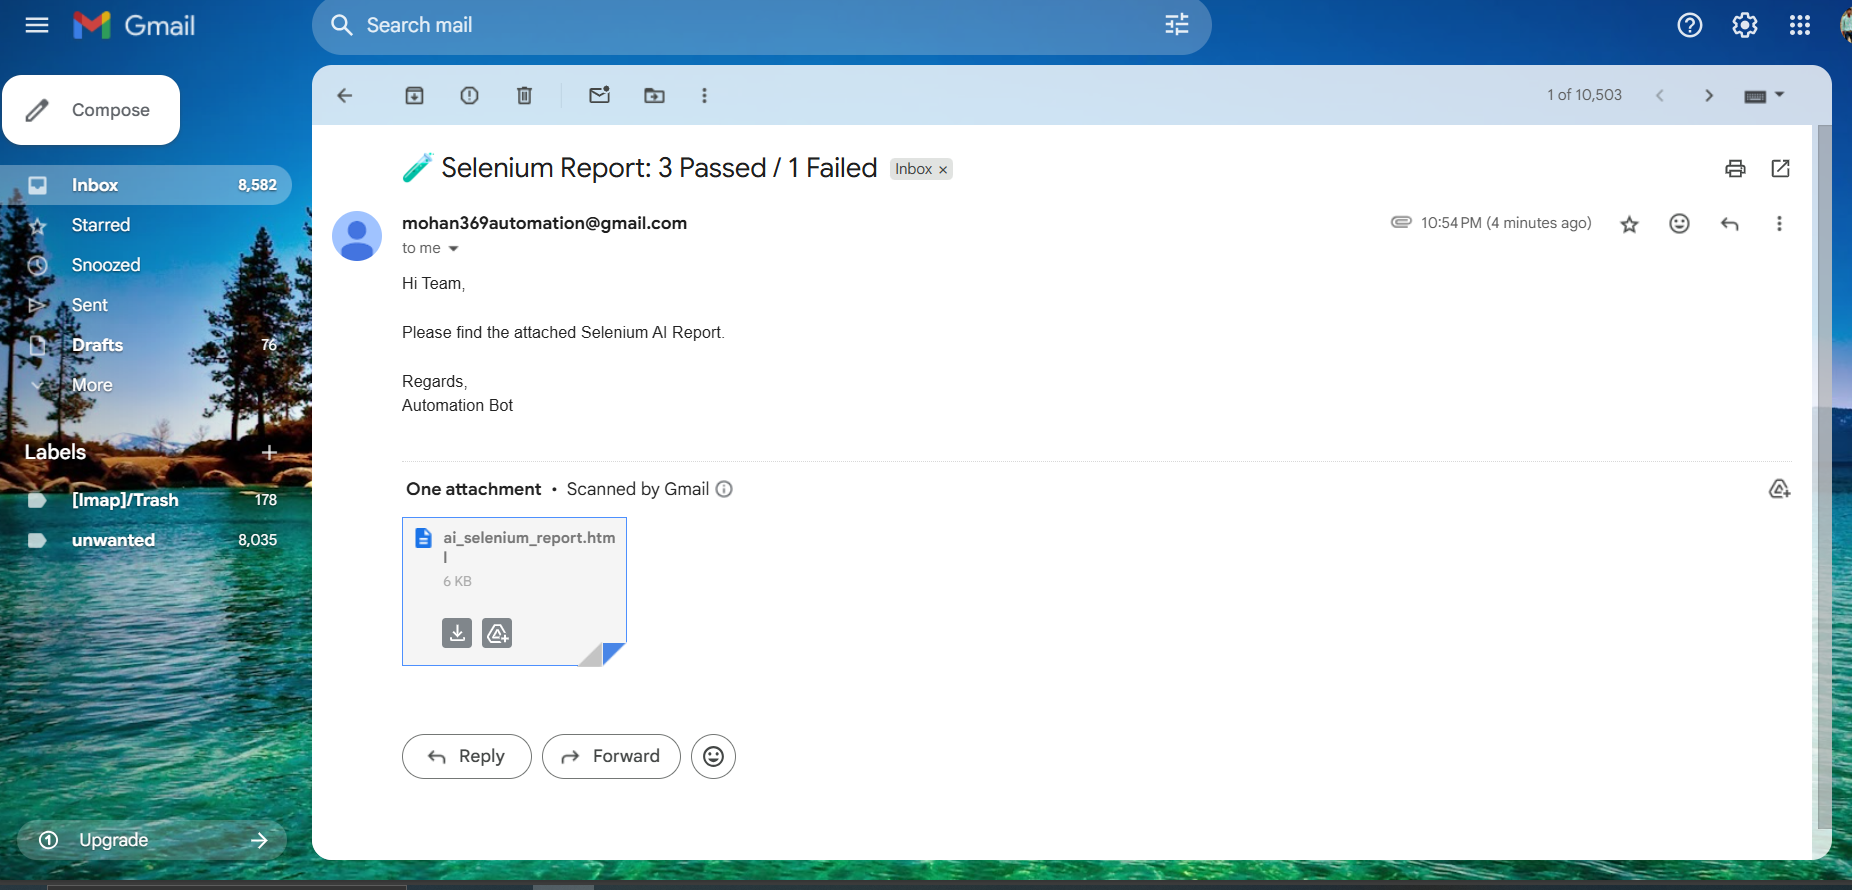 Gmail
Search mail
Compose
1 of 10,503
Inbox 8,582
Starred
Snoozed
Sent
Drafts 76
More
Labels
[Imap]/Trash 178
unwanted 8,035
Upgrade
🧪 Selenium Report: 3 Passed / 1 Failed Inbox ×
mohan369automation@gmail.com
10:54 PM (4 minutes ago)
to me
Hi Team,
Please find the attached Selenium AI Report.
Regards,
Automation Bot
One attachment • Scanned by Gmail
ai_selenium_report.htm
l
6 KB
Reply
Forward